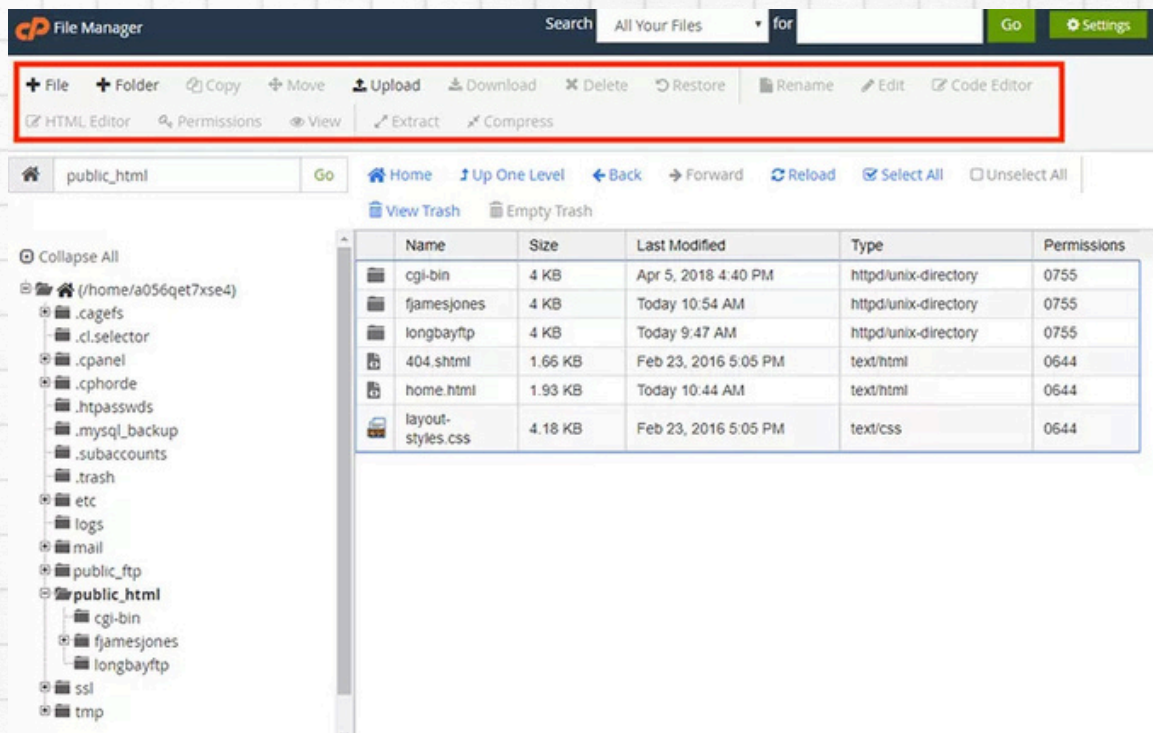 cP File Manager Search All Your Files for Go Settings
File Folder Copy Move Upload Download Delete Restore Rename Edit Code Editor
HTML Editor Permissions View Extract Compress
public_html Go
Home Up One Level Back Forward Reload Select All Unselect All
View Trash Empty Trash
Collapse All
(/home/a056qet7xse4)
.cagefs
.cl.selector
.cpanel
.cphorde
.htpasswds
.mysql_backup
.subaccounts
.trash
etc
logs
mail
public_ftp
public_html
cgi-bin
fjamesjones
longbayftp
ssl
tmp
Name Size Last Modified Type Permissions
cgi-bin 4 KB Apr 5, 2018 4:40 PM httpd/unix-directory 0755
fjamesjones 4 KB Today 10:54 AM httpd/unix-directory 0755
longbayftp 4 KB Today 9:47 AM httpd/unix-directory 0755
404.shtml 1.66 KB Feb 23, 2016 5:05 PM text/html 0644
home.html 1.93 KB Today 10:44 AM text/html 0644
layout-
styles.css 4.18 KB Feb 23, 2016 5:05 PM text/css 0644